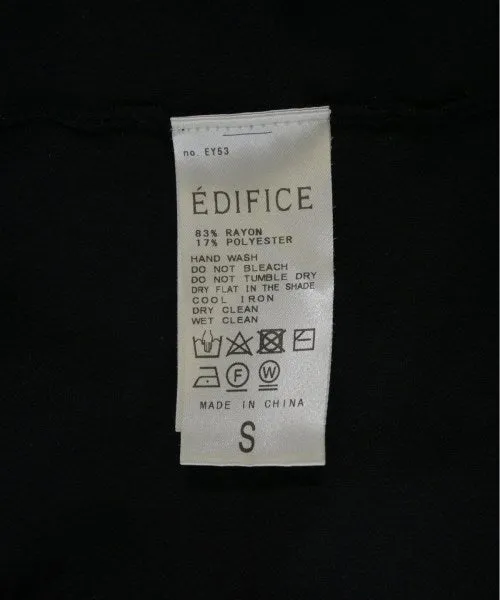 no. EY53
ÉDIFICE
83% RAYON
17% POLYESTER
HAND WASH
DO NOT BLEACH
DO NOT TUMBLE DRY
DRY FLAT IN THE SHADE
COOL IRON
DRY CLEAN
WET CLEAN
F W
MADE IN CHINA
S